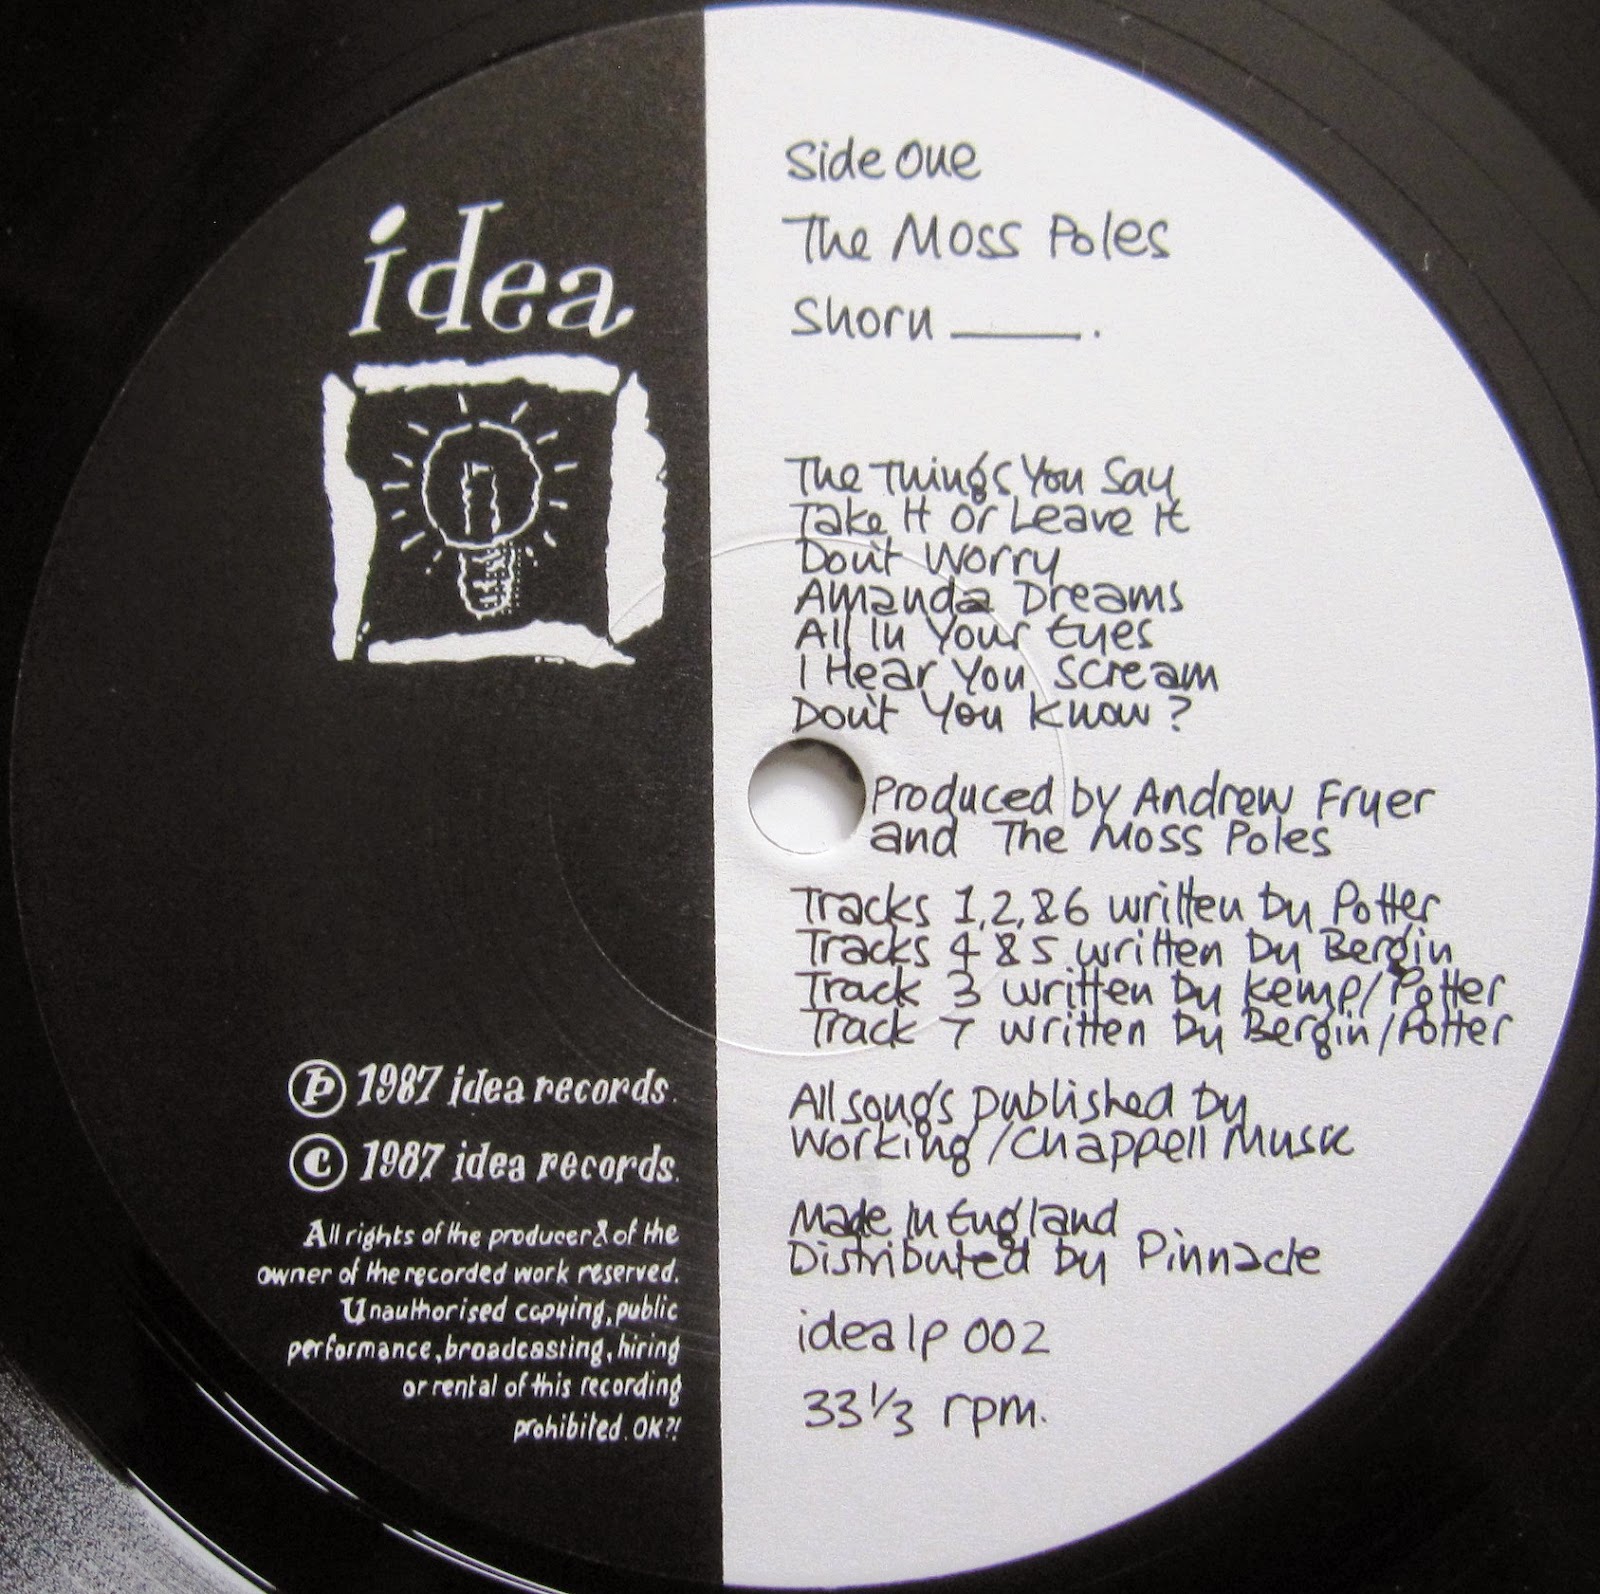 idea
℗ 1987 idea records.
© 1987 idea records.
All rights of the producer & of the
owner of the recorded work reserved.
Unauthorised copying, public
performance, broadcasting, hiring
or rental of this recording
prohibited. OK?!
Side One
The Moss Poles
Shorn _____.
The Things You Say
Take It Or Leave It
Don't Worry
Amanda Dreams
All In Your Eyes
I Hear You Scream
Don't You Know?
Produced by Andrew Fryer
and The Moss Poles
Tracks 1,2,& 6 written by Potter
Tracks 4 & 5 written by Bergin
Track 3 written by Kemp/Potter
Track 7 written by Bergin/Potter
All songs published by
Working/Chappell Music
Made In England
Distributed by Pinnacle
idea lp 002
33 1/3 rpm.